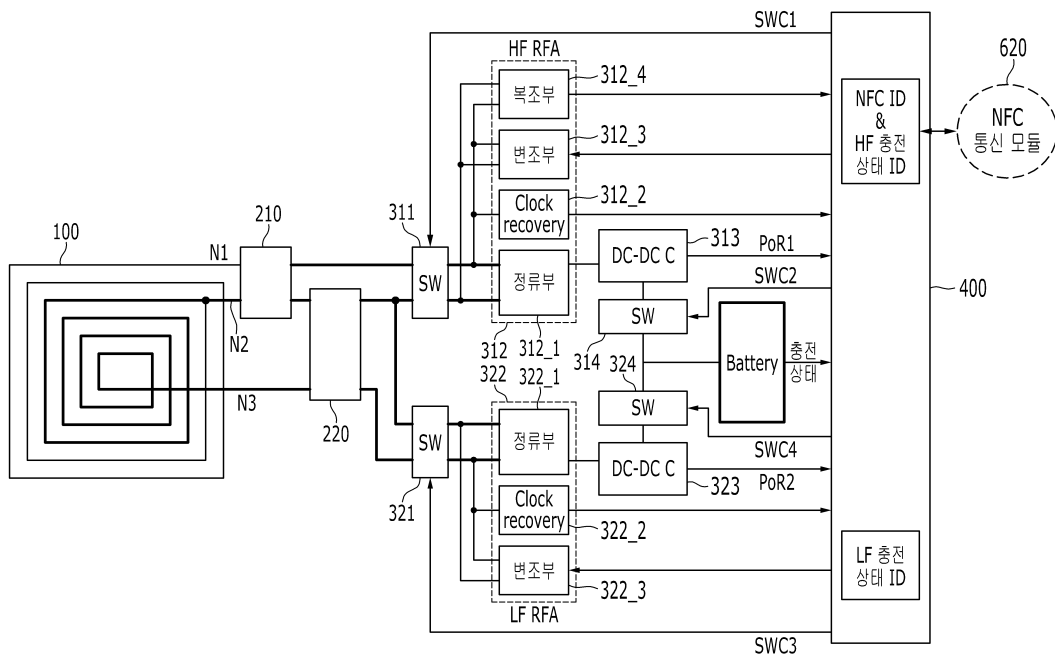 SWC1
HF RFA
620
312_4
복조부
NFC ID
&
HF 충전
상태 ID
NFC
통신 모듈
312_3
변조부
312_2
Clock
recovery
210
311
100
N1
313
PoR1
DC-DC C
SW
정류부
SWC2
400
SW
N2
312
312_1
314
Battery
충전
상태
322
322_1
324
N3
220
SW
SW
정류부
SWC4
DC-DC C
PoR2
323
321
Clock
recovery
322_2
LF 충전
상태 ID
변조부
322_3
LF RFA
SWC3